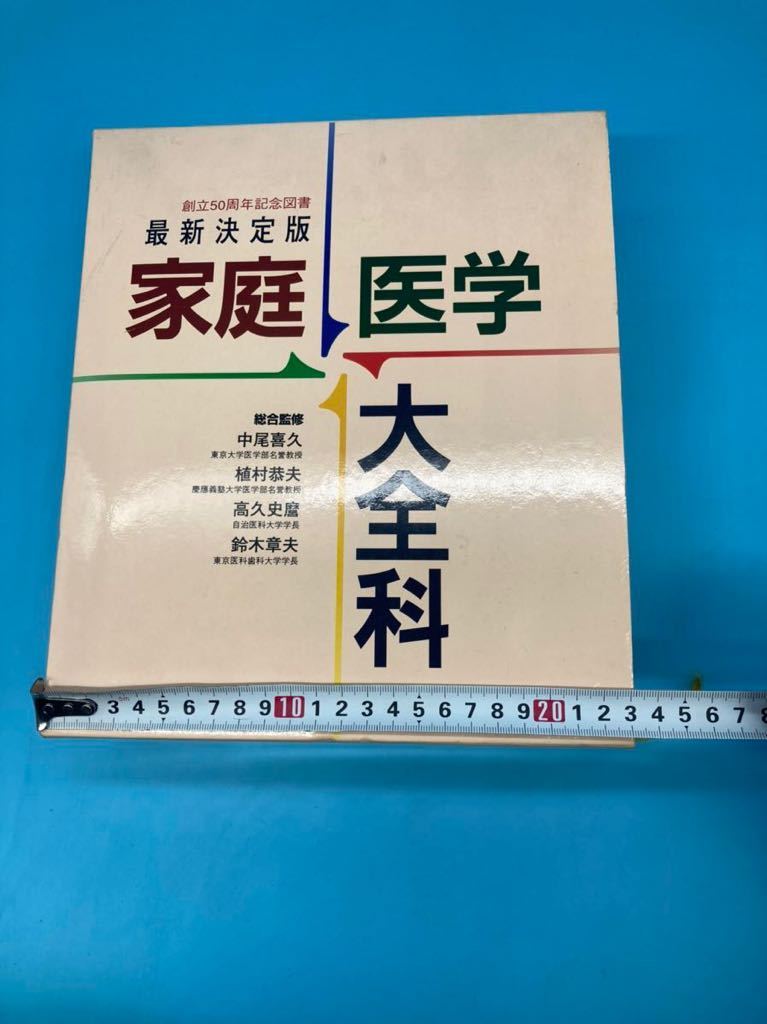 創立50周年記念図書
最新決定版
家庭医学
大全科
総合監修
中尾喜久
東京大学医学部名誉教授
植村恭夫
慶應義塾大学医学部名誉教授
高久史麿
自治医科大学学長
鈴木章夫
東京医科歯科大学学長
3 4 5 6 7 8 9 10 1 2 3 4 5 6 7 8 9 20 1 2 3 4 5 6 7 8